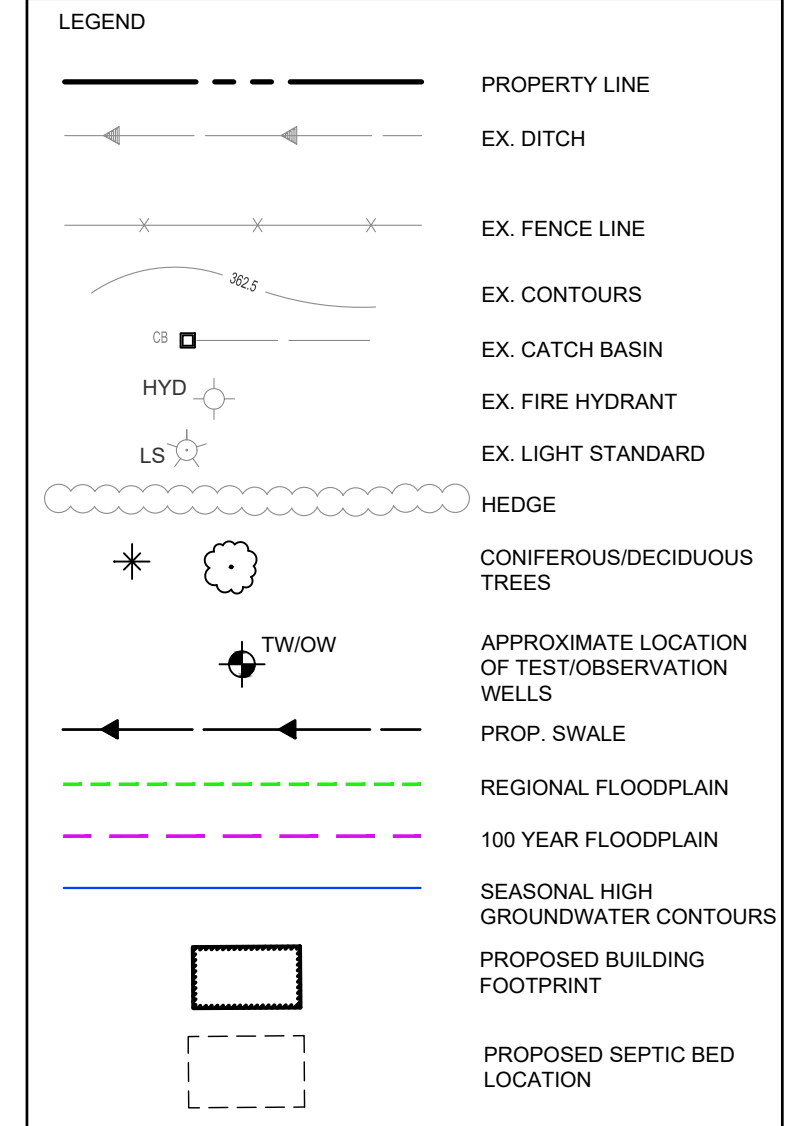 LEGEND
PROPERTY LINE
EX. DITCH
EX. FENCE LINE
362.5
EX. CONTOURS
CB
EX. CATCH BASIN
HYD
EX. FIRE HYDRANT
LS
EX. LIGHT STANDARD
HEDGE
CONIFEROUS/DECIDUOUS
TREES
TW/OW
APPROXIMATE LOCATION
OF TEST/OBSERVATION
WELLS
PROP. SWALE
REGIONAL FLOODPLAIN
100 YEAR FLOODPLAIN
SEASONAL HIGH
GROUNDWATER CONTOURS
PROPOSED BUILDING
FOOTPRINT
PROPOSED SEPTIC BED
LOCATION